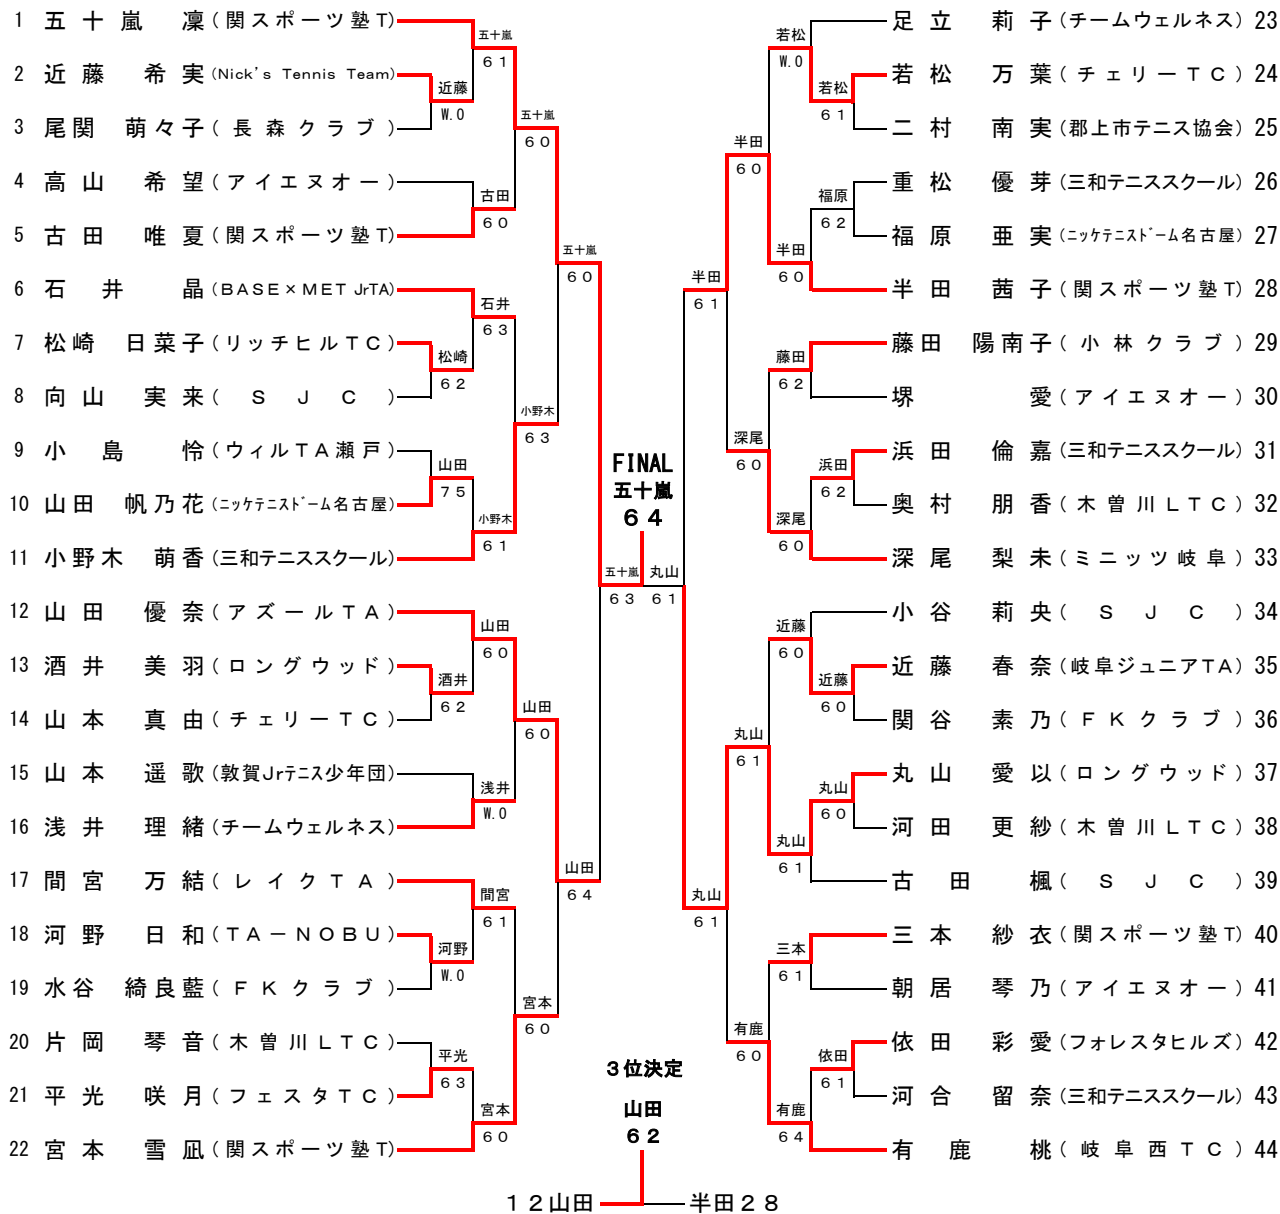 1 五十嵐 凜 (関スポーツ塾T)
2 近藤 希実 (Nick's Tennis Team)
3 尾関 萌々子 (長森クラブ)
4 高山 希望 (アイエヌオー)
5 古田 唯夏 (関スポーツ塾T)
6 石井 晶 (BASE×MET JrTA)
7 松崎 日菜子 (リッチヒルTC)
8 向山 実来 (SJC)
9 小島 怜 (ウィルTA瀬戸)
10 山田 帆乃花 (ニッケテニスドーム名古屋)
11 小野木 萌香 (三和テニススクール)
12 山田 優奈 (アズールTA)
13 酒井 美羽 (ロングウッド)
14 山本 真由 (チェリーTC)
15 山本 遥歌 (敦賀Jrテニス少年団)
16 浅井 理緒 (チームウェルネス)
17 間宮 万結 (レイクTA)
18 河野 日和 (TA-NOBU)
19 水谷 綺良藍 (FKクラブ)
20 片岡 琴音 (木曽川LTC)
21 平光 咲月 (フェスタTC)
22 宮本 雪凪 (関スポーツ塾T)
近藤
W.0
松崎
62
酒井
62
河野
W.0
平光
63
五十嵐
61
古田
60
石井
63
山田
75
小野木
61
山田
60
浅井
W.0
間宮
61
宮本
60
五十嵐
60
小野木
63
山田
60
宮本
60
五十嵐
60
山田
64
五十嵐
63
FINAL
五十嵐
64
丸山
61
半田
61
丸山
61
半田
60
深尾
60
丸山
61
有鹿
60
若松
W.0
半田
60
藤田
62
深尾
60
近藤
60
丸山
61
三本
61
有鹿
64
若松
61
福原
62
浜田
62
近藤
60
丸山
60
依田
61
足立 莉子 (チームウェルネス) 23
若松 万葉 (チェリーTC) 24
二村 南実 (郡上市テニス協会) 25
重松 優芽 (三和テニススクール) 26
福原 亜実 (ニッケテニスドーム名古屋) 27
半田 茜子 (関スポーツ塾T) 28
藤田 陽南子 (小林クラブ) 29
堺 愛 (アイエヌオー) 30
浜田 倫嘉 (三和テニススクール) 31
奥村 朋香 (木曽川LTC) 32
深尾 梨未 (ミニッツ岐阜) 33
小谷 莉央 (SJC) 34
近藤 春奈 (岐阜ジュニアTA) 35
関谷 素乃 (FKクラブ) 36
丸山 愛以 (ロングウッド) 37
河田 更紗 (木曽川LTC) 38
古田 楓 (SJC) 39
三本 紗衣 (関スポーツ塾T) 40
朝居 琴乃 (アイエヌオー) 41
依田 彩愛 (フォレスタヒルズ) 42
河合 留奈 (三和テニススクール) 43
有鹿 桃 (岐阜西TC) 44
3位決定
山田
62
12山田 半田28